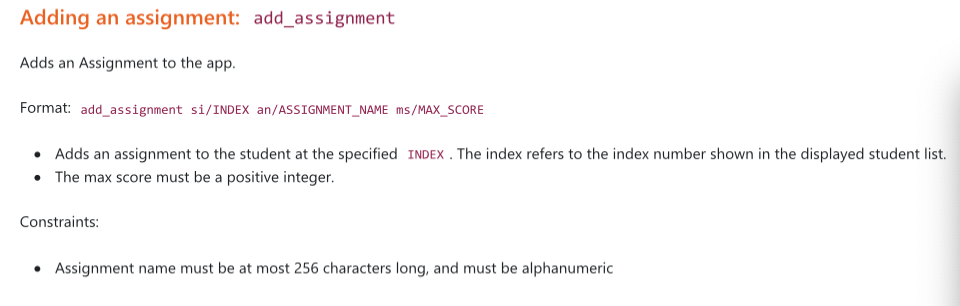 Adding an assignment: add_assignment
Adds an Assignment to the app.
Format: add_assignment si/INDEX an/ASSIGNMENT_NAME ms/MAX_SCORE
• Adds an assignment to the student at the specified INDEX . The index refers to the index number shown in the displayed student list.
• The max score must be a positive integer.
Constraints:
• Assignment name must be at most 256 characters long, and must be alphanumeric